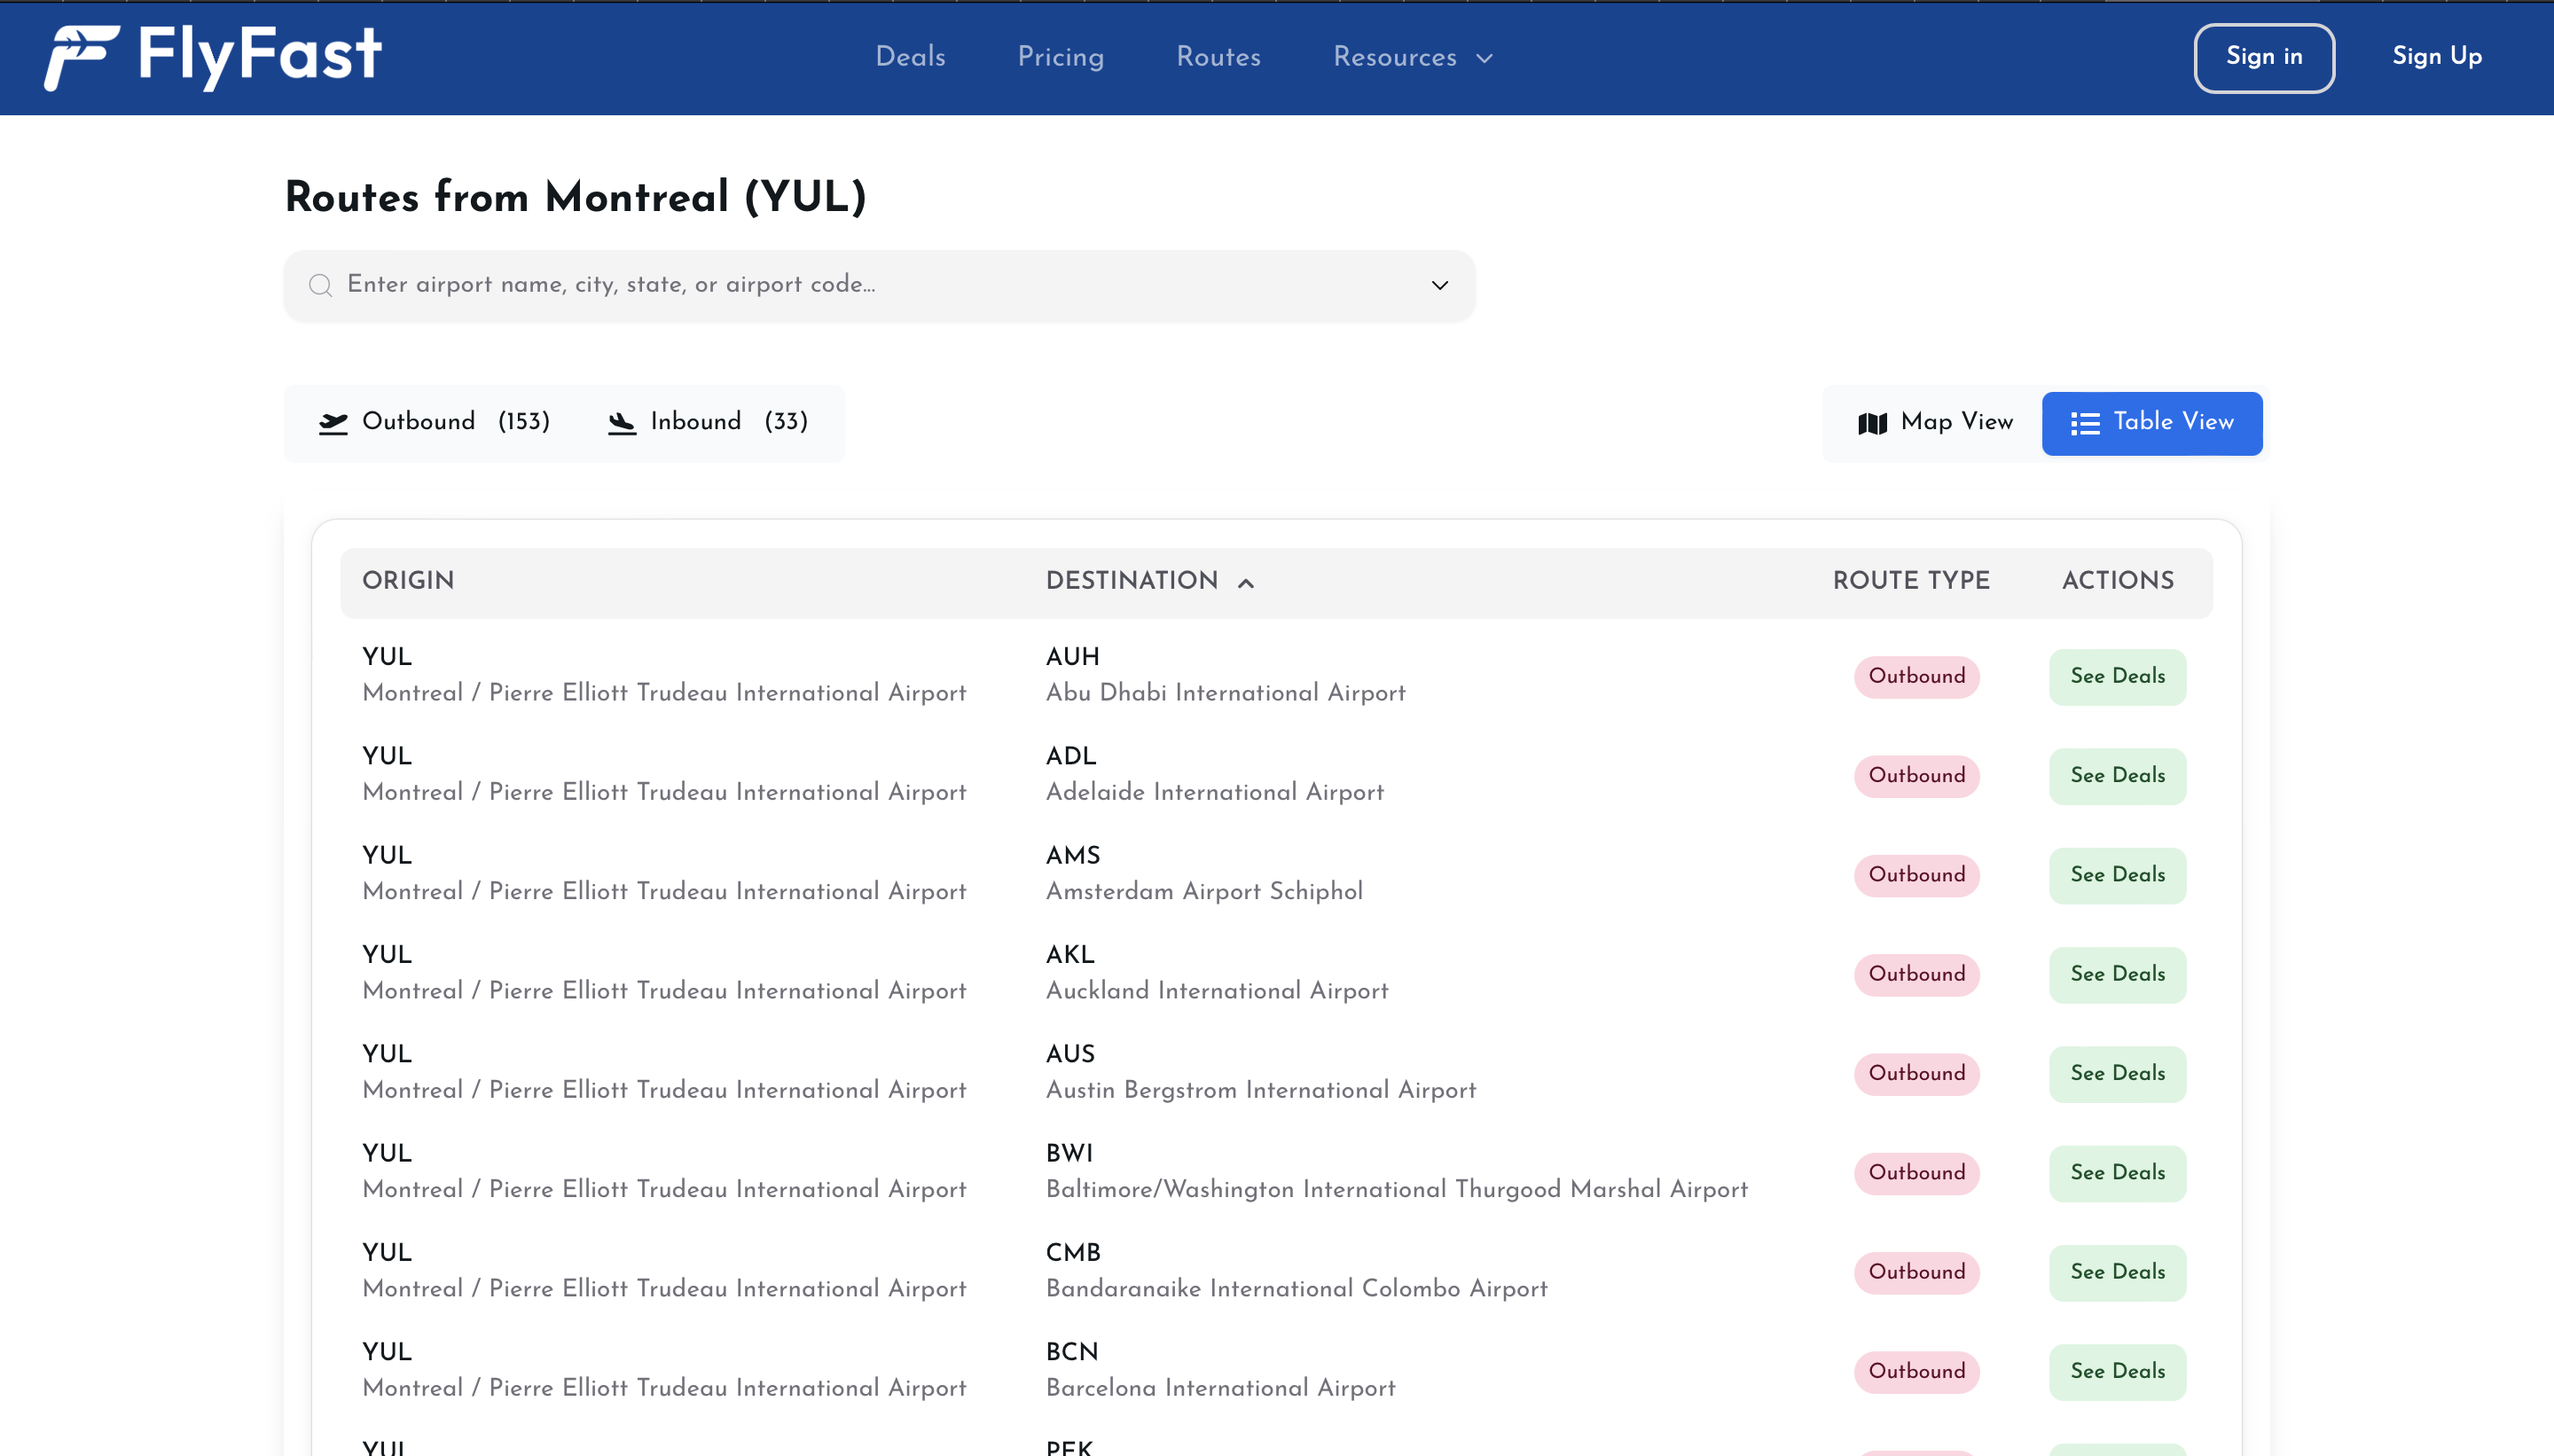 FlyFast
Deals Pricing Routes Resources
Sign in Sign Up
Routes from Montreal (YUL)
Enter airport name, city, state, or airport code...
Outbound (153) Inbound (33) Map View Table View
ORIGIN DESTINATION ROUTE TYPE ACTIONS
YUL AUH
Montreal / Pierre Elliott Trudeau International Airport Abu Dhabi International Airport Outbound See Deals
YUL ADL
Montreal / Pierre Elliott Trudeau International Airport Adelaide International Airport Outbound See Deals
YUL AMS
Montreal / Pierre Elliott Trudeau International Airport Amsterdam Airport Schiphol Outbound See Deals
YUL AKL
Montreal / Pierre Elliott Trudeau International Airport Auckland International Airport Outbound See Deals
YUL AUS
Montreal / Pierre Elliott Trudeau International Airport Austin Bergstrom International Airport Outbound See Deals
YUL BWI
Montreal / Pierre Elliott Trudeau International Airport Baltimore/Washington International Thurgood Marshal Airport Outbound See Deals
YUL CMB
Montreal / Pierre Elliott Trudeau International Airport Bandaranaike International Colombo Airport Outbound See Deals
YUL BCN
Montreal / Pierre Elliott Trudeau International Airport Barcelona International Airport Outbound See Deals
YUL PEK